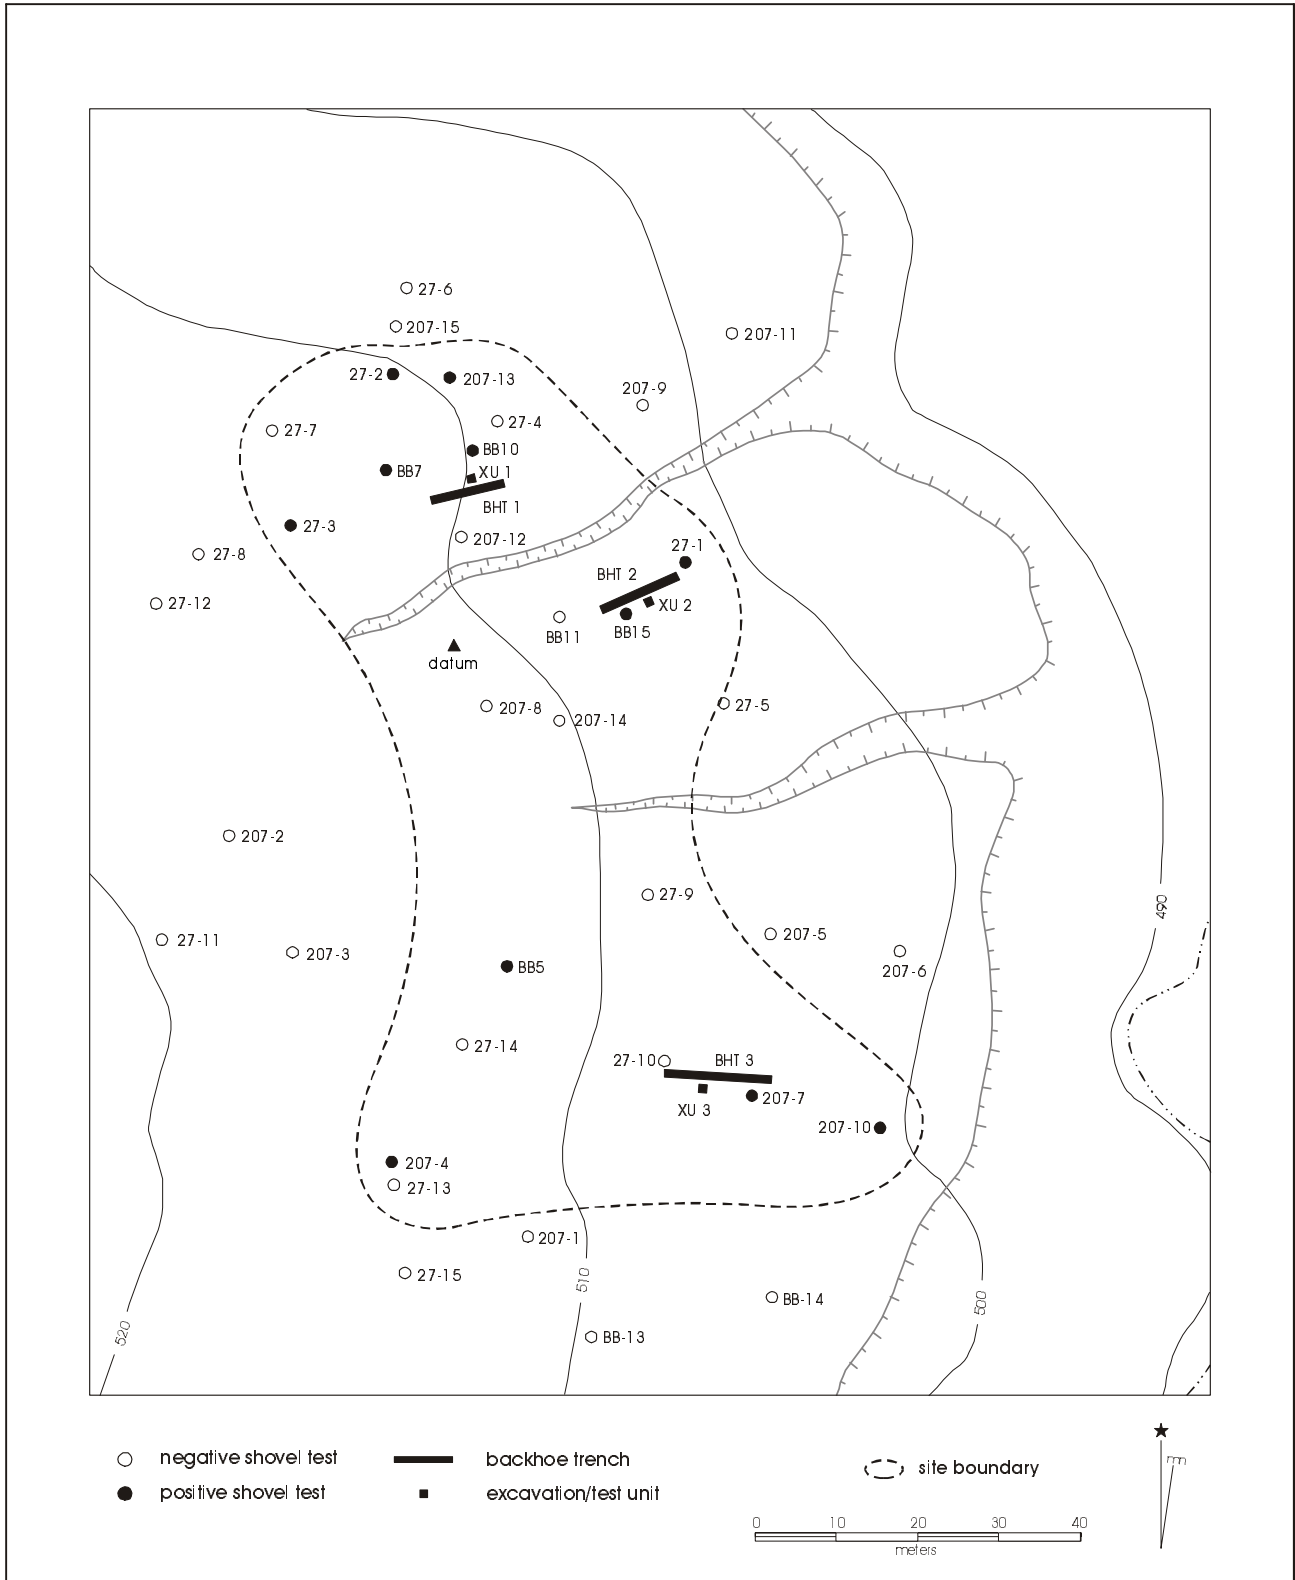 27-6
207-15
207-11
27-2
207-13
207-9
27-4
27-7
BB10
BB7
XU 1
BHT 1
27-3
207-12
27-8
27-1
BHT 2
27-12
XU 2
BB11
BB15
datum
207-8
207-14
27-5
207-2
27-9
490
207-5
27-11
207-3
BB5
207-6
27-14
27-10
BHT 3
207-7
XU 3
207-10
207-4
27-13
207-1
27-15
510
BB-14
500
520
BB-13
negative shovel test
backhoe trench
site boundary
positive shovel test
excavation/test unit
0 10 20 30 40
meters
mn